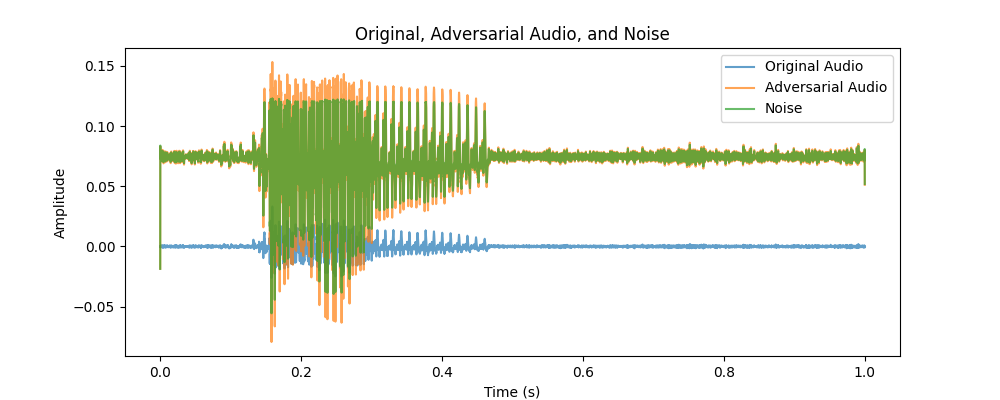 Original, Adversarial Audio, and Noise
Original Audio
Adversarial Audio
Noise
0.15
0.10
0.05
0.00
−0.05
Amplitude
0.0
0.2
0.4
0.6
0.8
1.0
Time (s)